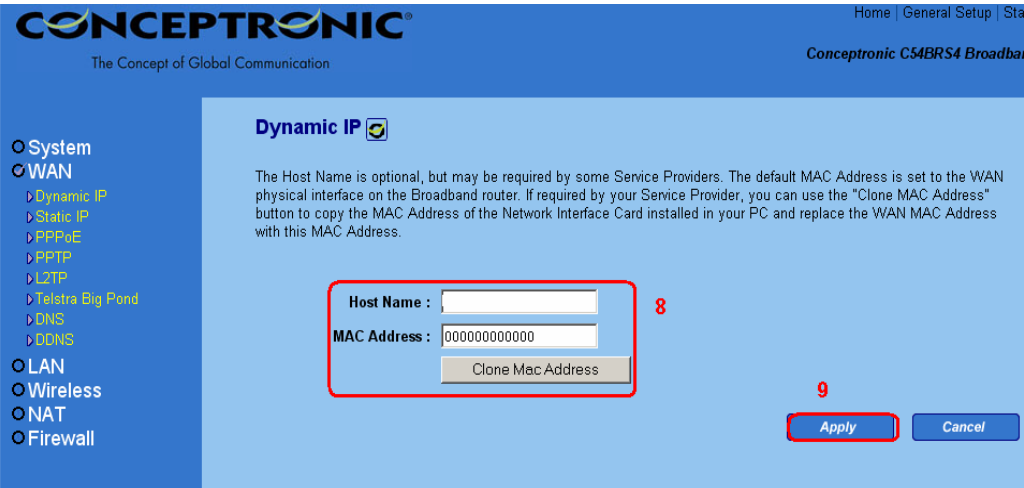 CONCEPTRONIC®
The Concept of Global Communication
Home | General Setup |
Conceptronic C54BRS4
System
WAN
Dynamic IP
Static IP
PPPoE
PPTP
L2TP
Telstra Big Pond
DNS
DDNS
LAN
Wireless
NAT
Firewall
Dynamic IP
The Host Name is optional, but may be required by some Service Providers. The default MAC Address is set to the WAN
physical interface on the Broadband router. If required by your Service Provider, you can use the "Clone MAC Address"
button to copy the MAC Address of the Network Interface Card installed in your PC and replace the WAN MAC Address
with this MAC Address.
Host Name :
8
MAC Address : 000000000000
Clone Mac Address
9
Apply Cancel